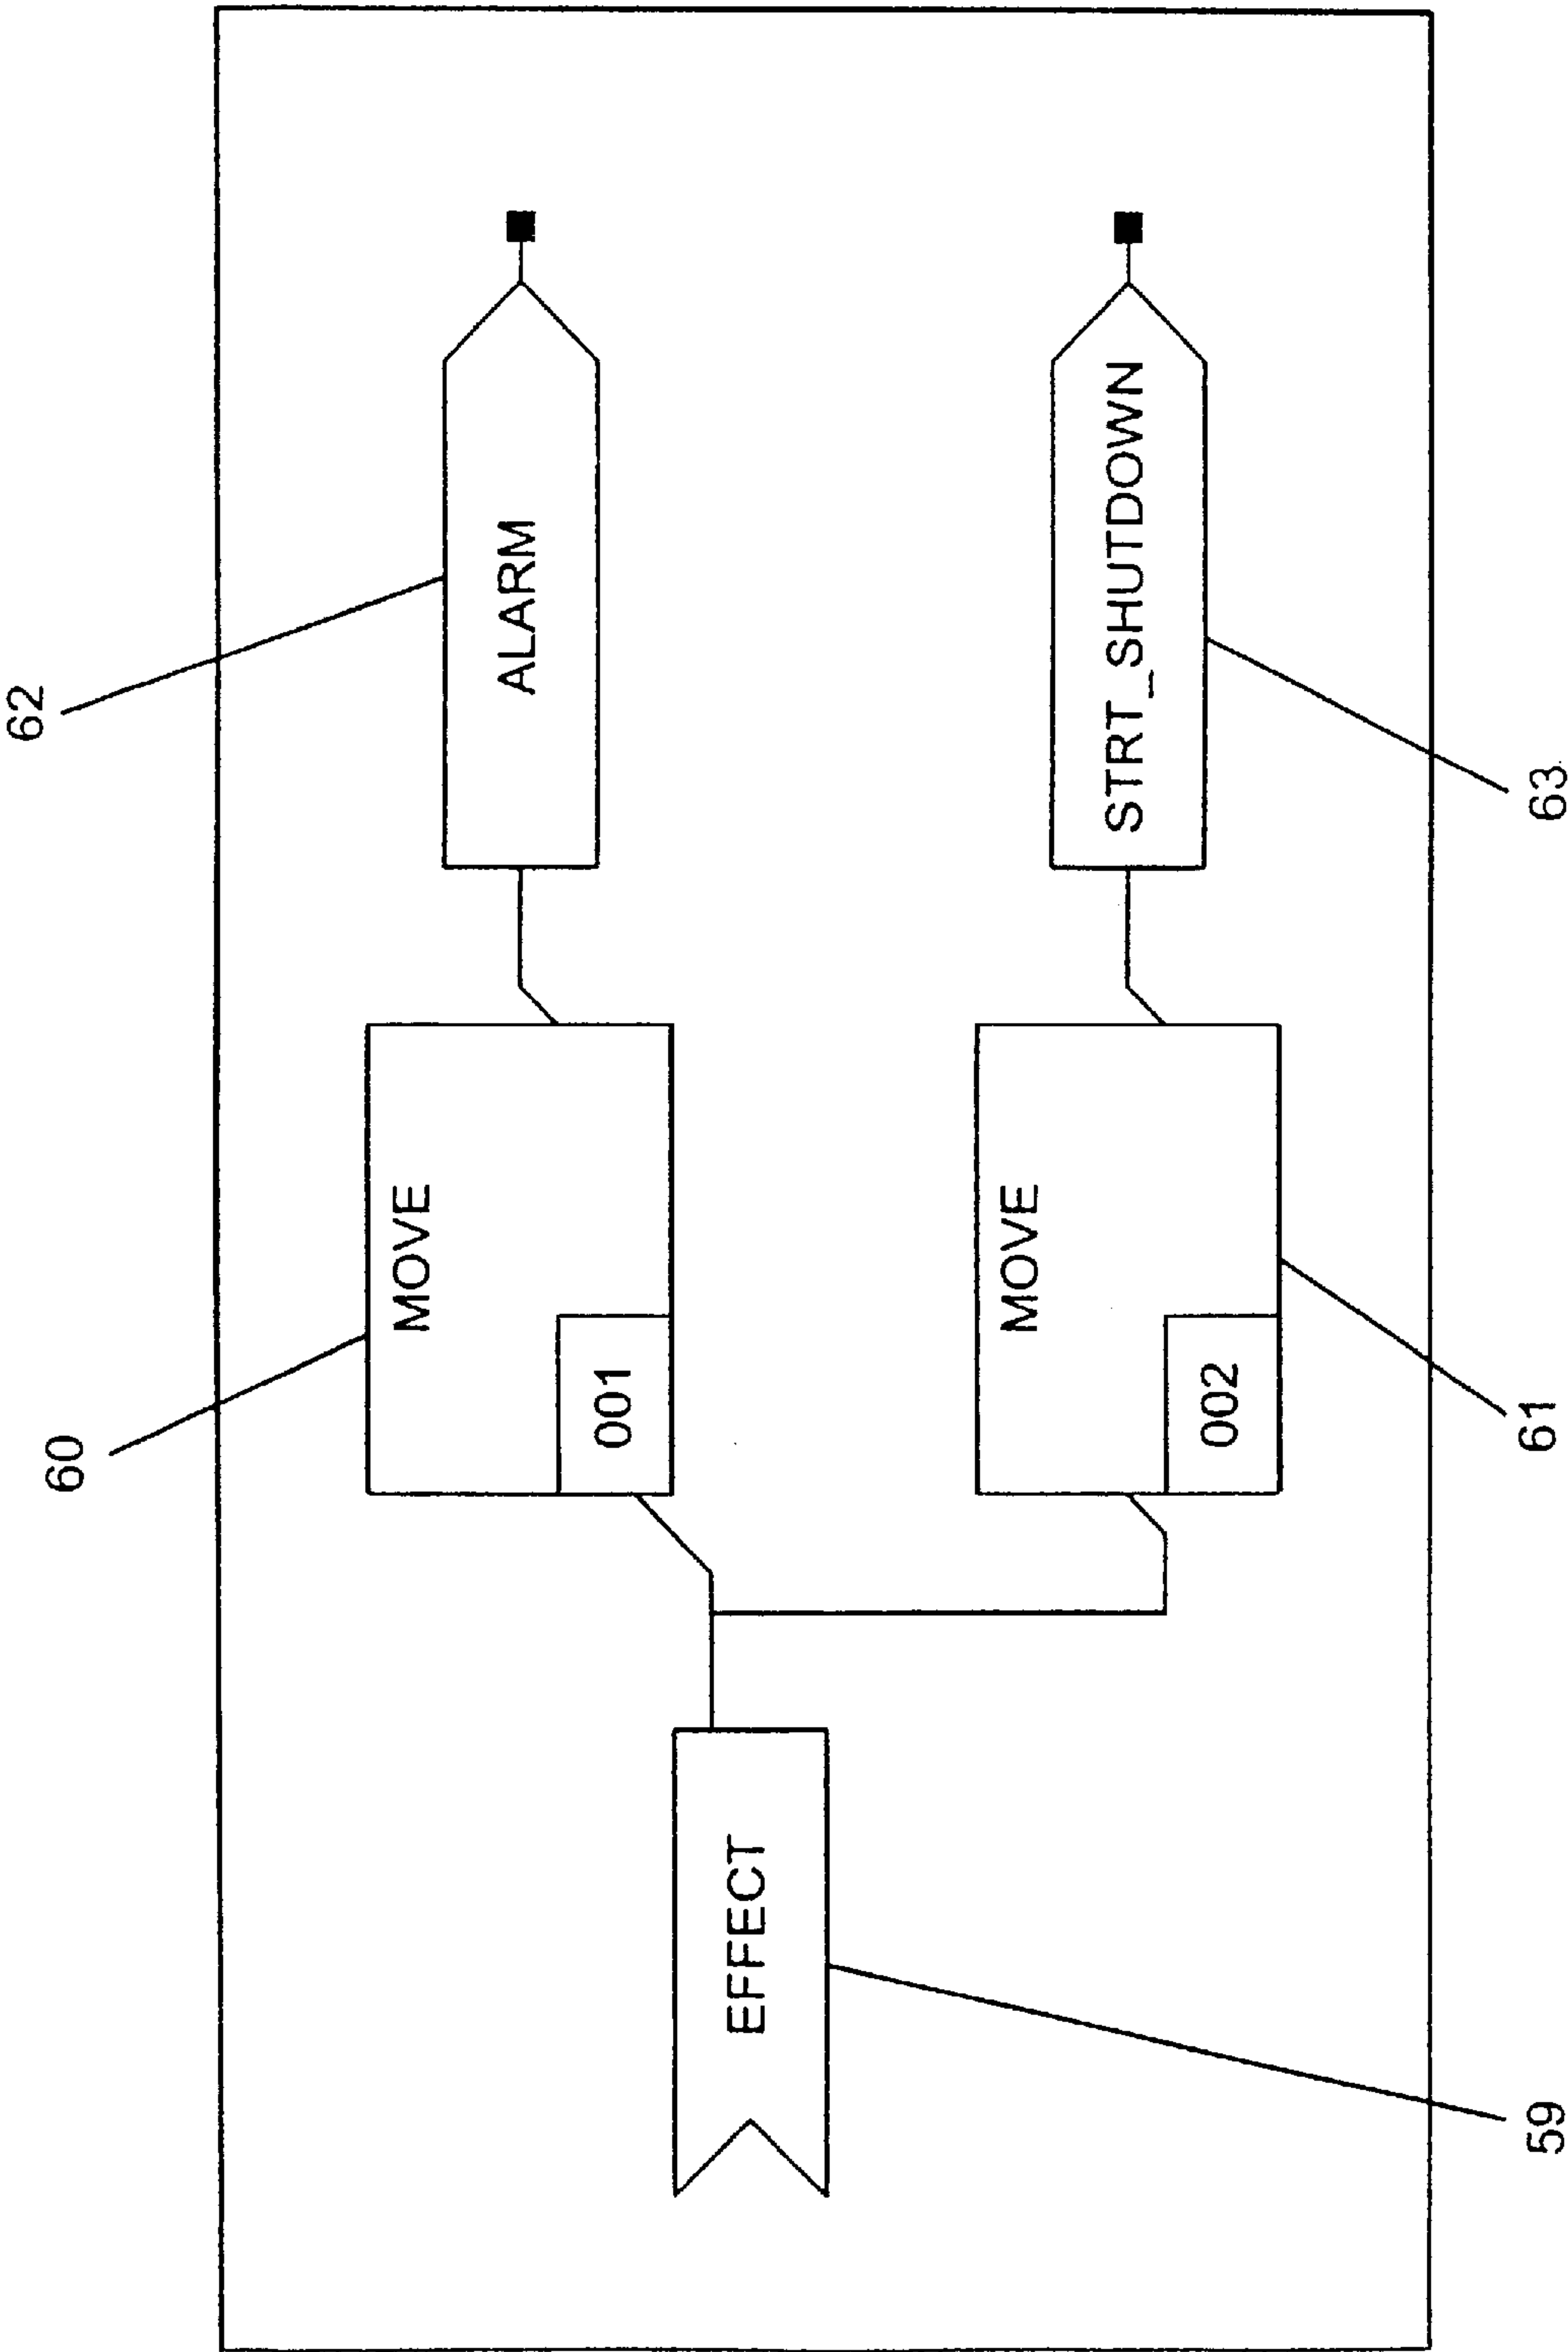 62
60
ALARM
MOVE
001
EFFECT
STRT_SHUTDOWN
MOVE
002
63
61
59